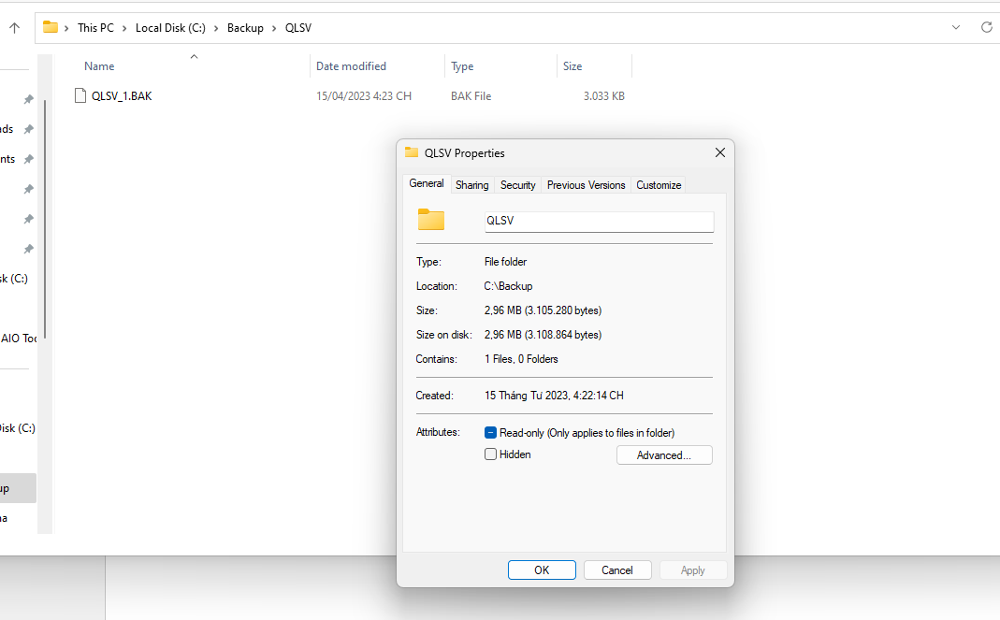 This PC > Local Disk (C:) > Backup > QLSV
Name Date modified Type Size
QLSV_1.BAK 15/04/2023 4:23 CH BAK File 3.033 KB
nds
nts
sk (C:)
AIO Too
Disk (C:)
up
na
QLSV Properties
General Sharing Security Previous Versions Customize
QLSV
Type: File folder
Location: C:\Backup
Size: 2,96 MB (3.105.280 bytes)
Size on disk: 2,96 MB (3.108.864 bytes)
Contains: 1 Files, 0 Folders
Created: 15 Tháng Tư 2023, 4:22:14 CH
Attributes: Read-only (Only applies to files in folder)
Hidden Advanced...
OK Cancel Apply